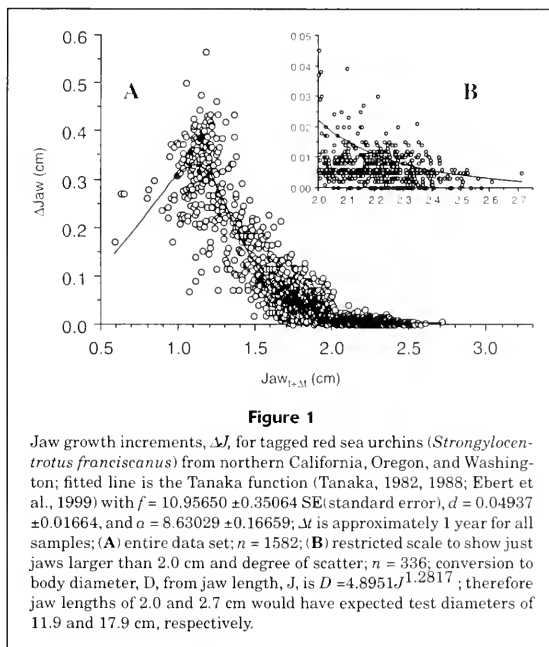 A
B
0.6
0.5
0.4
0.3
0.2
0.1
0.0
ΔJaw (cm)
0.5
1.0
1.5
2.0
2.5
3.0
Jaw t+Δt (cm)
0.05
0.04
0.03
0.02
0.01
0.00
2.0
2.1
2.2
2.3
2.4
2.5
2.6
2.7
Figure 1
Jaw growth increments, ΔJ, for tagged red sea urchins (Strongylocen-
trotus franciscanus) from northern California, Oregon, and Washing-
ton; fitted line is the Tanaka function (Tanaka, 1982, 1988; Ebert
et al., 1999) with f = 10.95650 ±0.35064 SE(standard error), d = 0.04937
±0.01664, and a = 8.63029 ±0.16659; Δt is approximately 1 year for all
samples; (A) entire data set; n = 1582; (B) restricted scale to show just
jaws larger than 2.0 cm and degree of scatter; n = 336; conversion to
body diameter, D, from jaw length, J, is D =4.8951J^1.2817 ; therefore
jaw lengths of 2.0 and 2.7 cm would have expected test diameters of
11.9 and 17.9 cm, respectively.